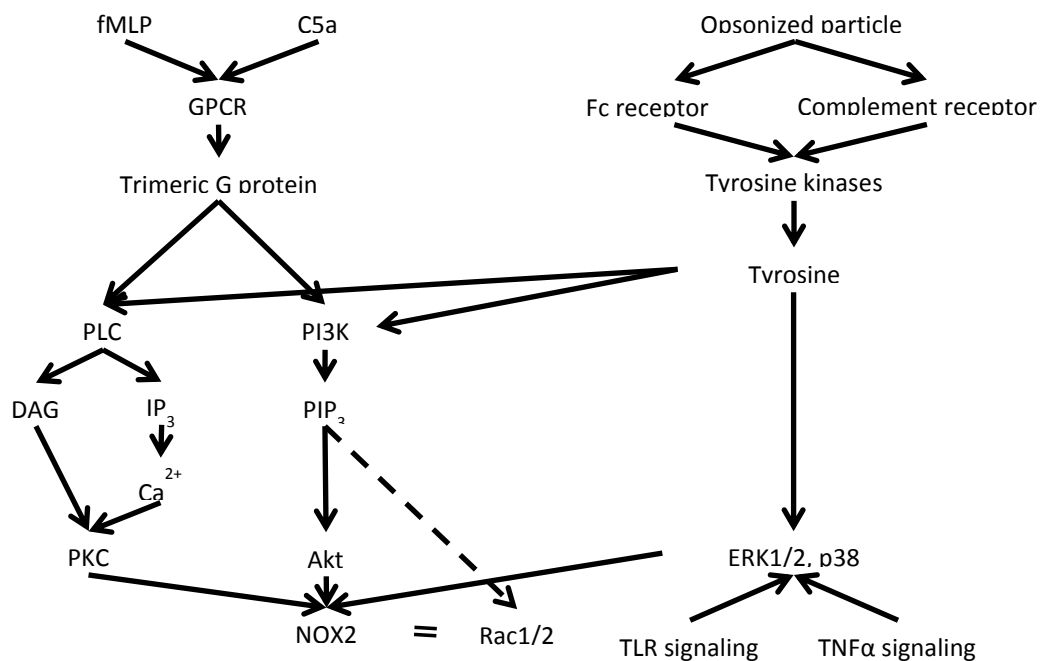 fMLP C5a Opsonized particle
GPCR Fc receptor Complement receptor
Trimeric G protein Tyrosine kinases
Tyrosine
PLC PI3K
DAG IP3 PIP3
Ca2+
PKC Akt ERK1/2, p38
NOX2 = Rac1/2
TLR signaling TNFα signaling